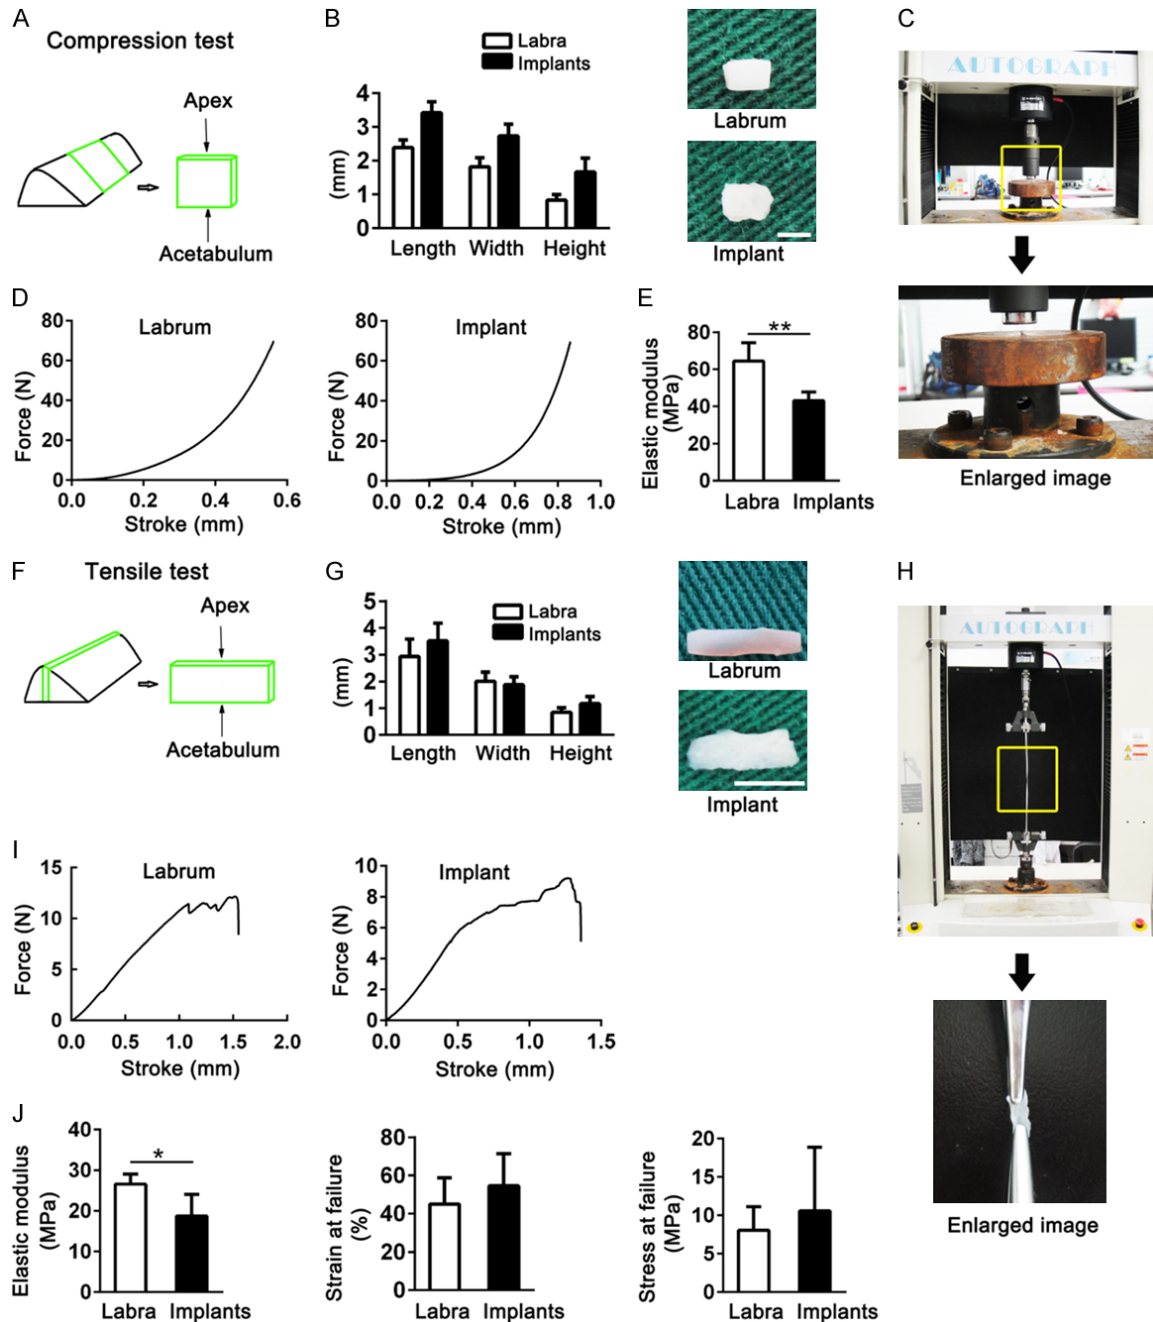 A
Compression test
Apex
Acetabulum
B
Labra
Implants
(mm)
4
3
2
1
0
Length Width Height
Labrum
Implant
C
AUTOGRAPH
Enlarged image
D
Labrum
Force (N)
80
60
40
20
0
0.0 0.2 0.4 0.6
Stroke (mm)
Implant
Force (N)
80
60
40
20
0
0.0 0.2 0.4 0.6 0.8 1.0
Stroke (mm)
E
**
Elastic modulus
(MPa)
80
60
40
20
0
Labra Implants
F
Tensile test
Apex
Acetabulum
G
Labra
Implants
(mm)
5
4
3
2
1
0
Length Width Height
Labrum
Implant
H
AUTOGRAPH
Enlarged image
I
Labrum
Force (N)
15
10
5
0
0.0 0.5 1.0 1.5 2.0
Stroke (mm)
Implant
Force (N)
10
8
6
4
2
0
0.0 0.5 1.0 1.5
Stroke (mm)
J
*
Elastic modulus
(MPa)
40
30
20
10
0
Labra Implants
Strain at failure
(%)
80
60
40
20
0
Labra Implants
Stress at failure
(MPa)
20
15
10
5
0
Labra Implants